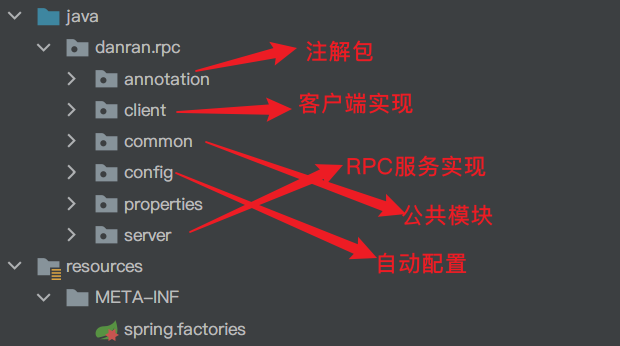 java
danran.rpc
注解包
annotation
client
客户端实现
common
RPC服务实现
config
properties
公共模块
server
resources
自动配置
META-INF
spring.factories